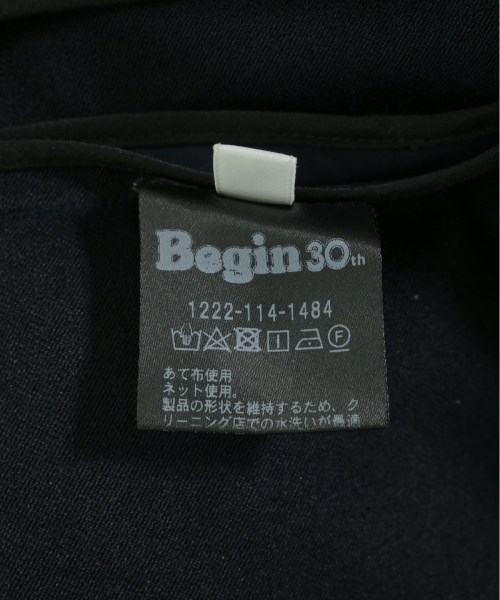 Begin 30th
1222-114-1484
あて布使用
ネット使用。
製品の形状を維持するため、ク
リーニング店での水洗いが最適